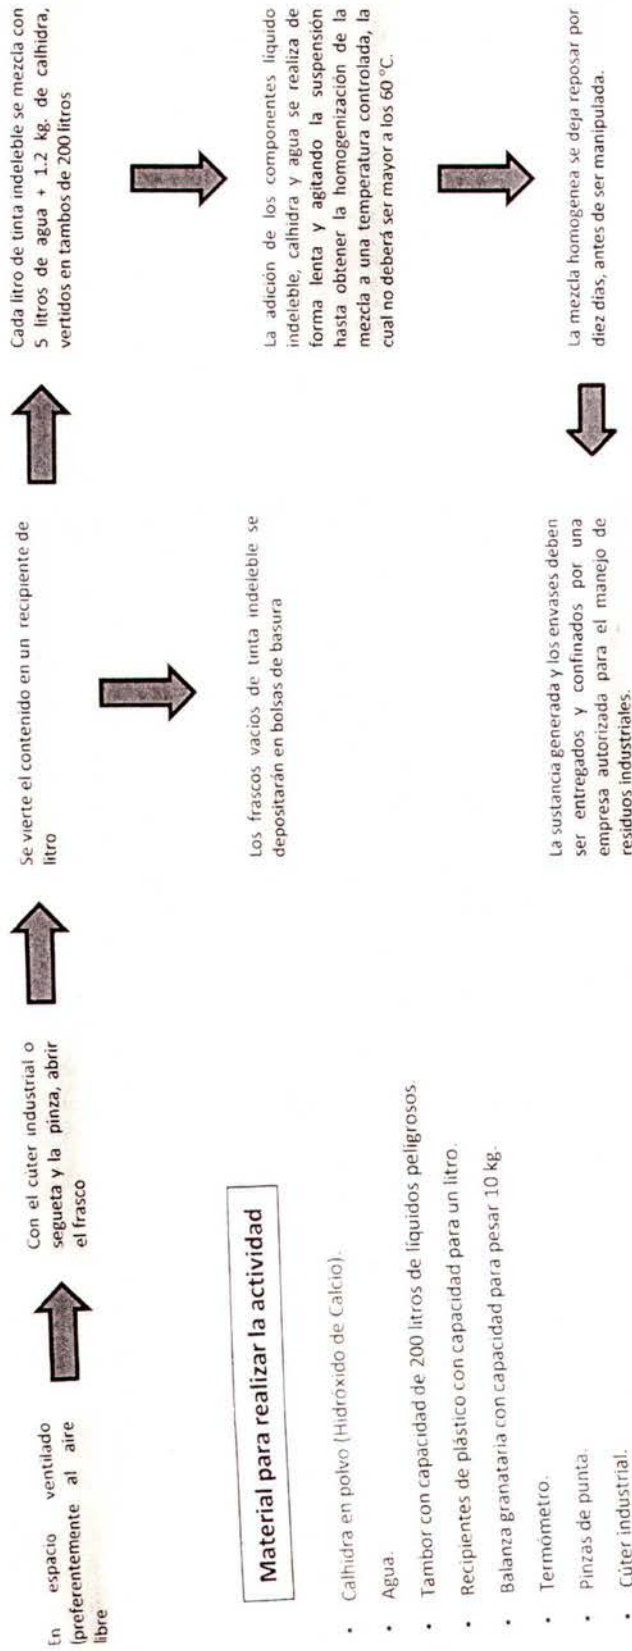 En espacio ventilado
(preferentemente al aire
libre
Con el cúter industrial o
segueta y la pinza, abrir
el frasco
Se vierte el contenido en un recipiente de
litro
Cada litro de tinta indeleble se mezcla con
5 litros de agua + 1.2 kg. de calhidra,
vertidos en tambos de 200 litros
Los frascos vacios de tinta indeleble se
depositarán en bolsas de basura
La adición de los componentes liquido
indeleble, calhidra y agua se realiza de
forma lenta y agitando la suspensión
hasta obtener la homogenización de la
mezcla a una temperatura controlada, la
cual no deberá ser mayor a los 60 °C.
La mezcla homogenea se deja reposar por
diez días, antes de ser manipulada.
La sustancia generada y los envases deben
ser entregados y confinados por una
empresa autorizada para el manejo de
residuos industriales.
Material para realizar la actividad
• Calhidra en polvo (Hidróxido de Calcio).
• Agua.
• Tambor con capacidad de 200 litros de líquidos peligrosos.
• Recipientes de plástico con capacidad para un litro.
• Balanza granataria con capacidad para pesar 10 kg.
• Termómetro.
• Pinzas de punta.
• Cúter industrial.